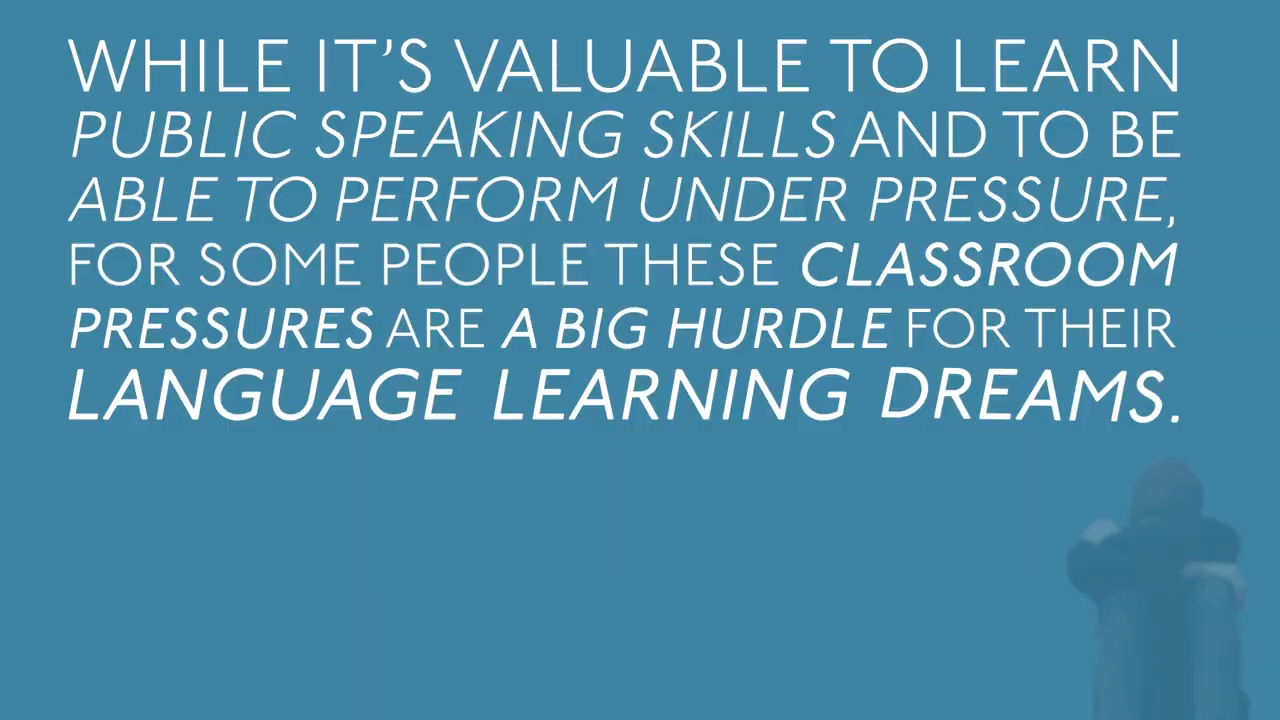 WHILE IT’S VALUABLE TO LEARN
PUBLIC SPEAKING SKILLS AND TO BE
ABLE TO PERFORM UNDER PRESSURE,
FOR SOME PEOPLE THESE CLASSROOM
PRESSURES ARE A BIG HURDLE FOR THEIR
LANGUAGE LEARNING DREAMS.